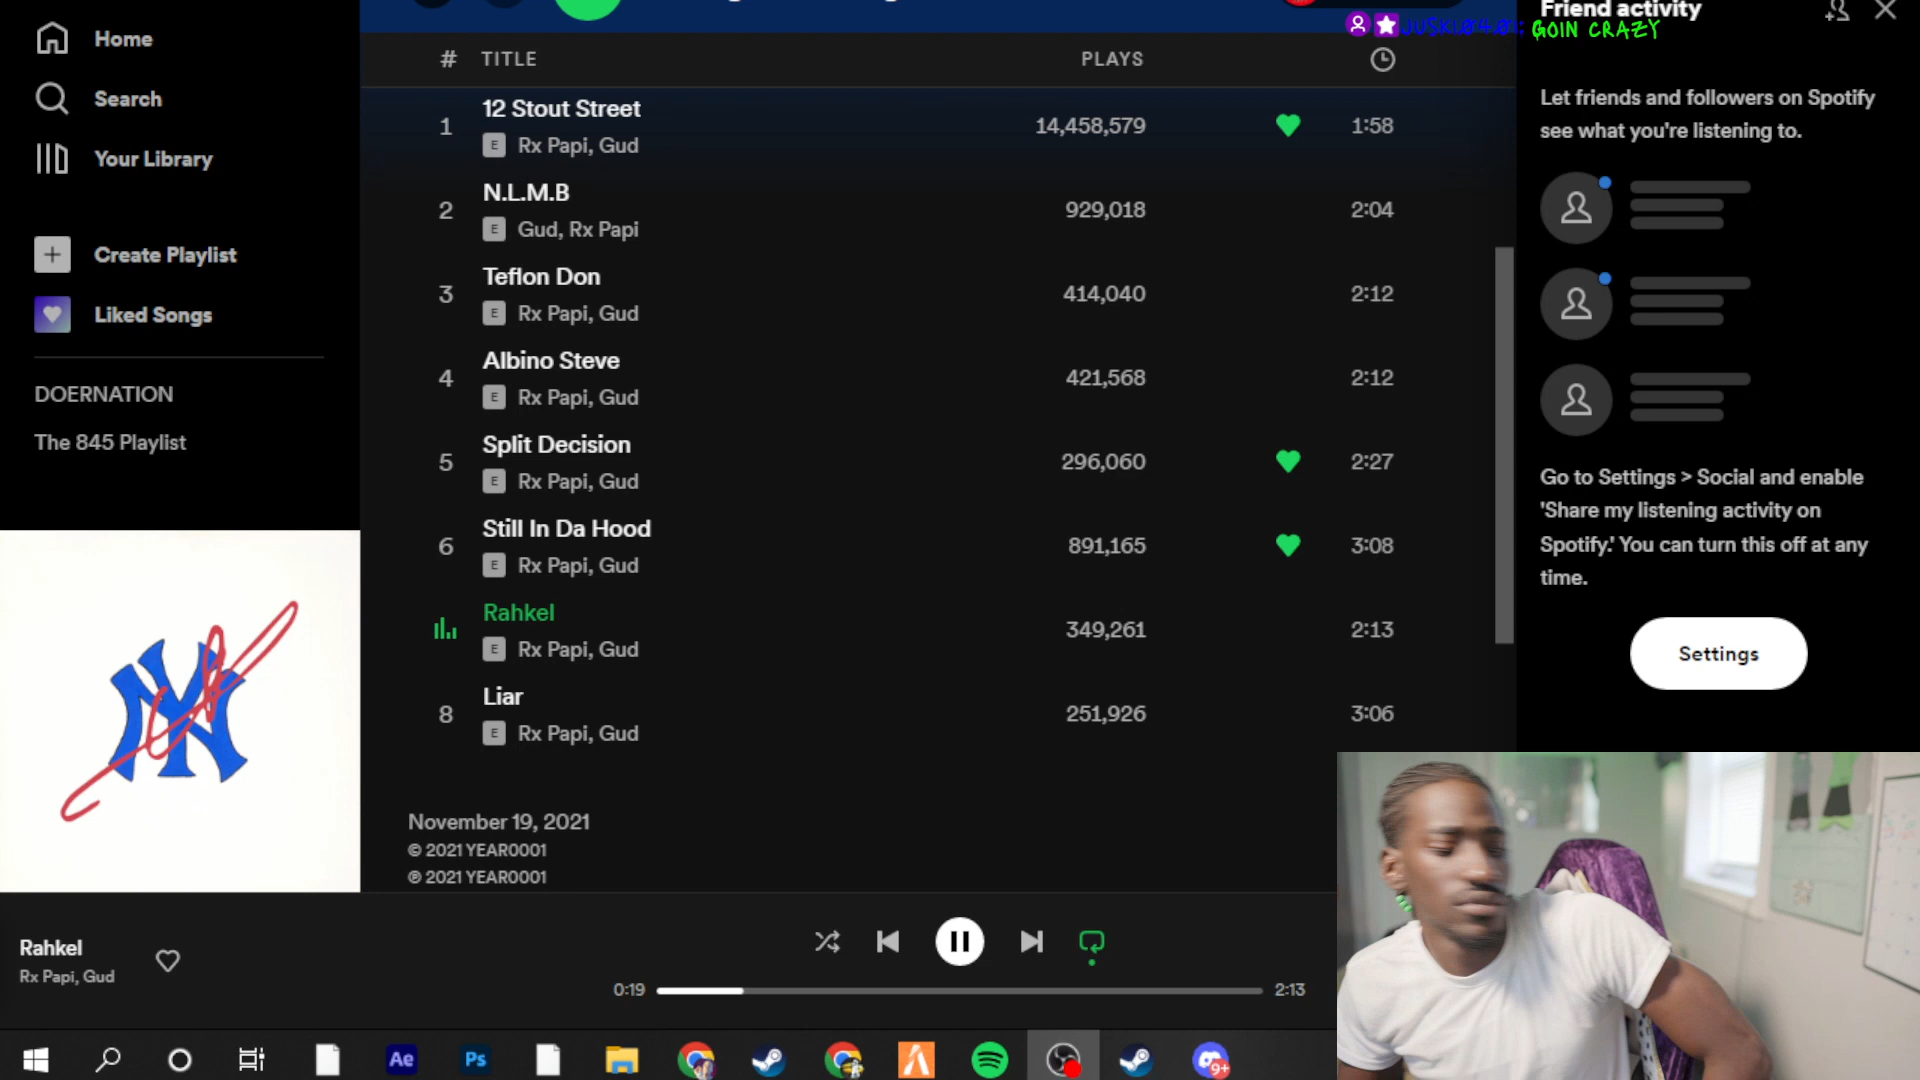 Home
Search
Your Library
Create Playlist
Liked Songs
DOERNATION
The 845 Playlist
# TITLE PLAYS
1 12 Stout Street 14,458,579 1:58
E Rx Papi, Gud
2 N.L.M.B 929,018 2:04
E Gud, Rx Papi
3 Teflon Don 414,040 2:12
E Rx Papi, Gud
4 Albino Steve 421,568 2:12
E Rx Papi, Gud
5 Split Decision 296,060 2:27
E Rx Papi, Gud
6 Still In Da Hood 891,165 3:08
E Rx Papi, Gud
Rahkel 349,261 2:13
E Rx Papi, Gud
8 Liar 251,926 3:06
E Rx Papi, Gud
November 19, 2021
© 2021 YEAR0001
℗ 2021 YEAR0001
Friend activity
GOIN CRAZY
Let friends and followers on Spotify
see what you're listening to.
Go to Settings > Social and enable
'Share my listening activity on
Spotify.' You can turn this off at any
time.
Settings
NY
Rahkel
Rx Papi, Gud
0:19 2:13
Ae
Ps
9+